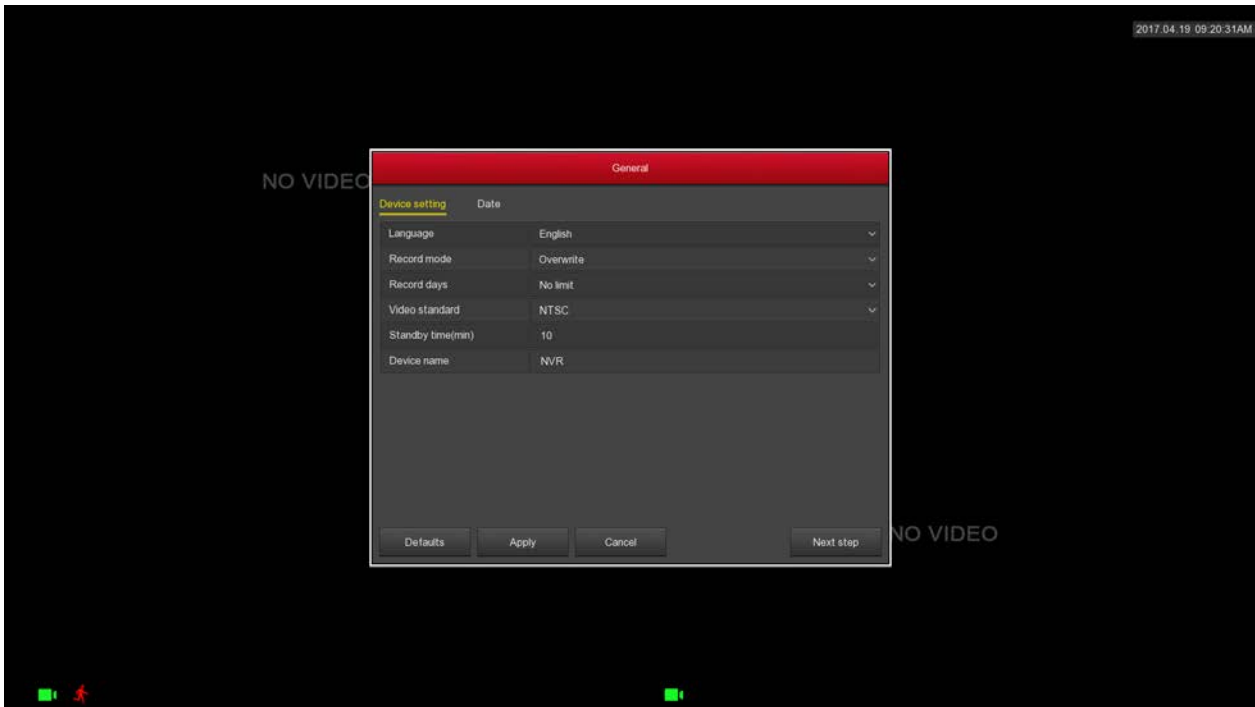 2017.04.19 09:20:31AM
General
NO VIDEO
Device setting Date
Language English
Record mode Overwrite
Record days No limit
Video standard NTSC
Standby time(min) 10
Device name NVR
Defaults Apply Cancel Next step
NO VIDEO